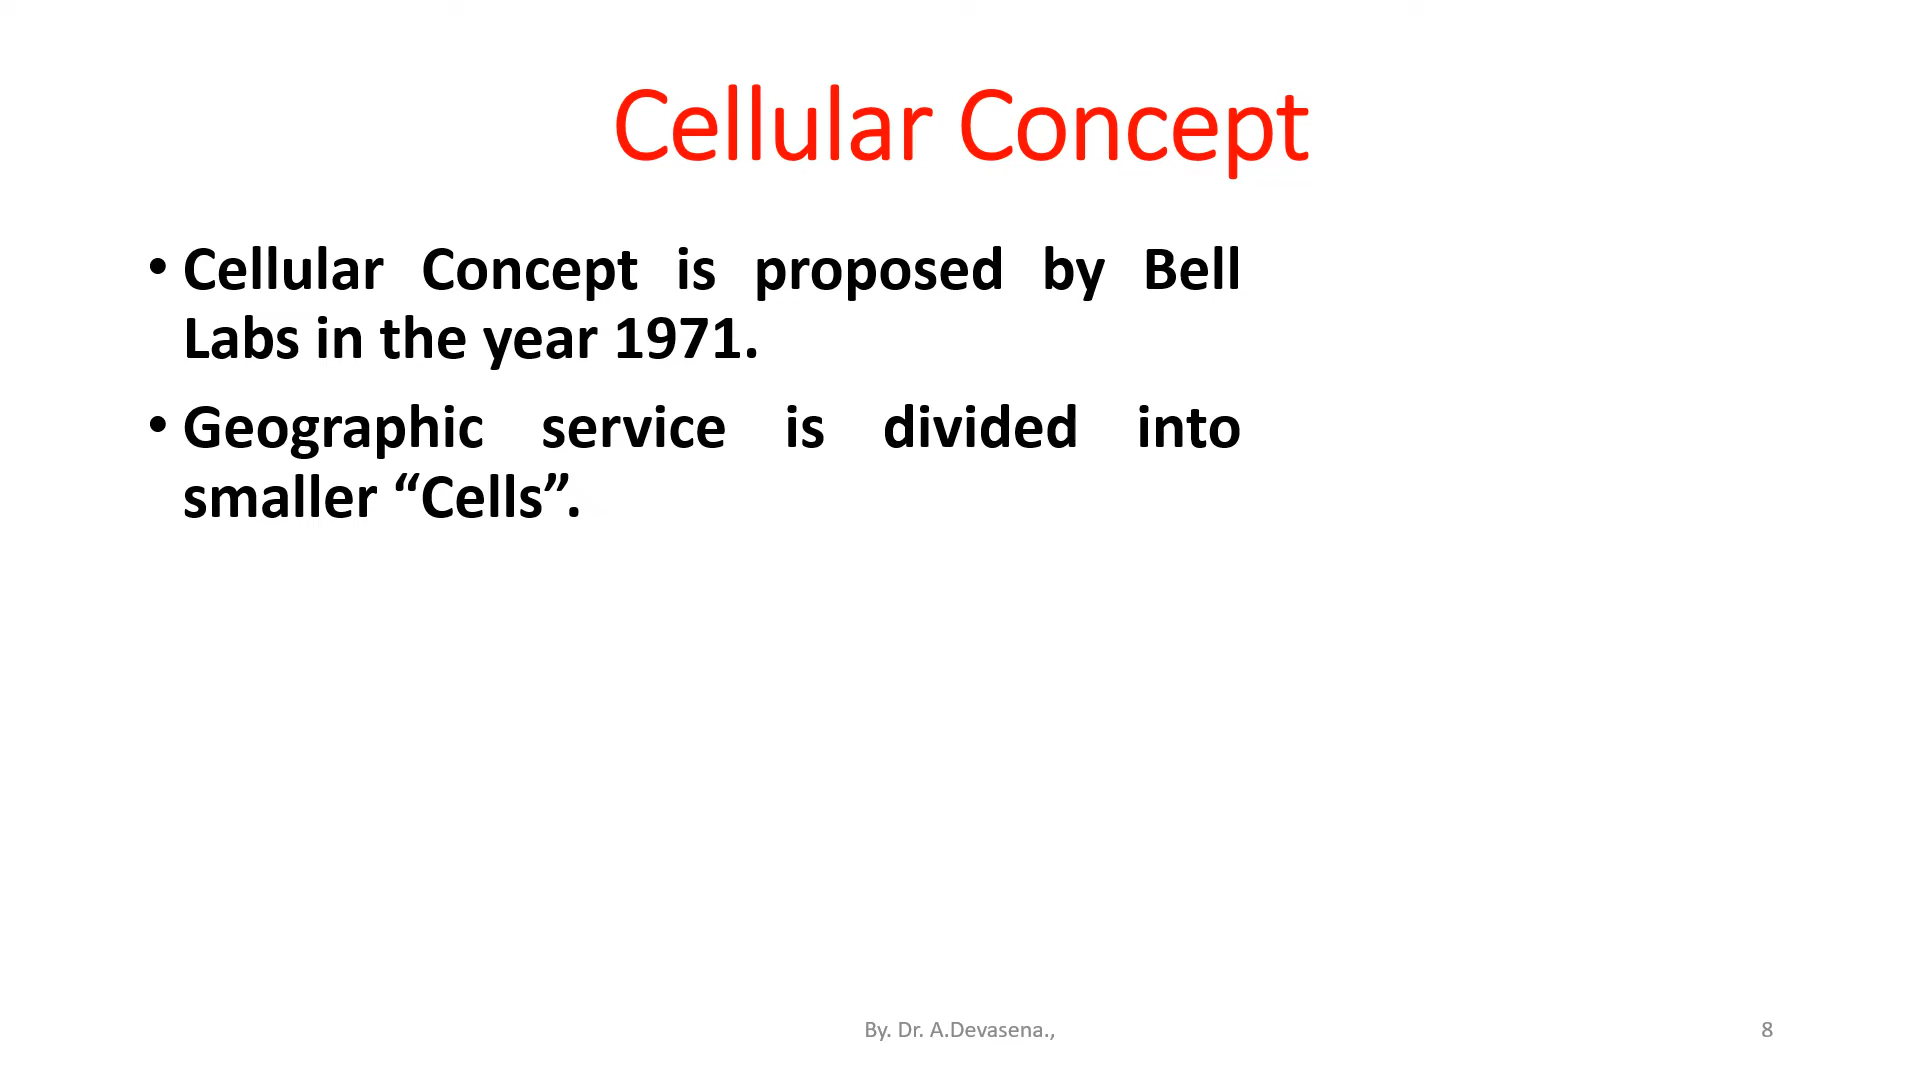 Cellular Concept
• Cellular Concept is proposed by Bell
Labs in the year 1971.
• Geographic service is divided into
smaller “Cells”.
By. Dr. A.Devasena.,
8